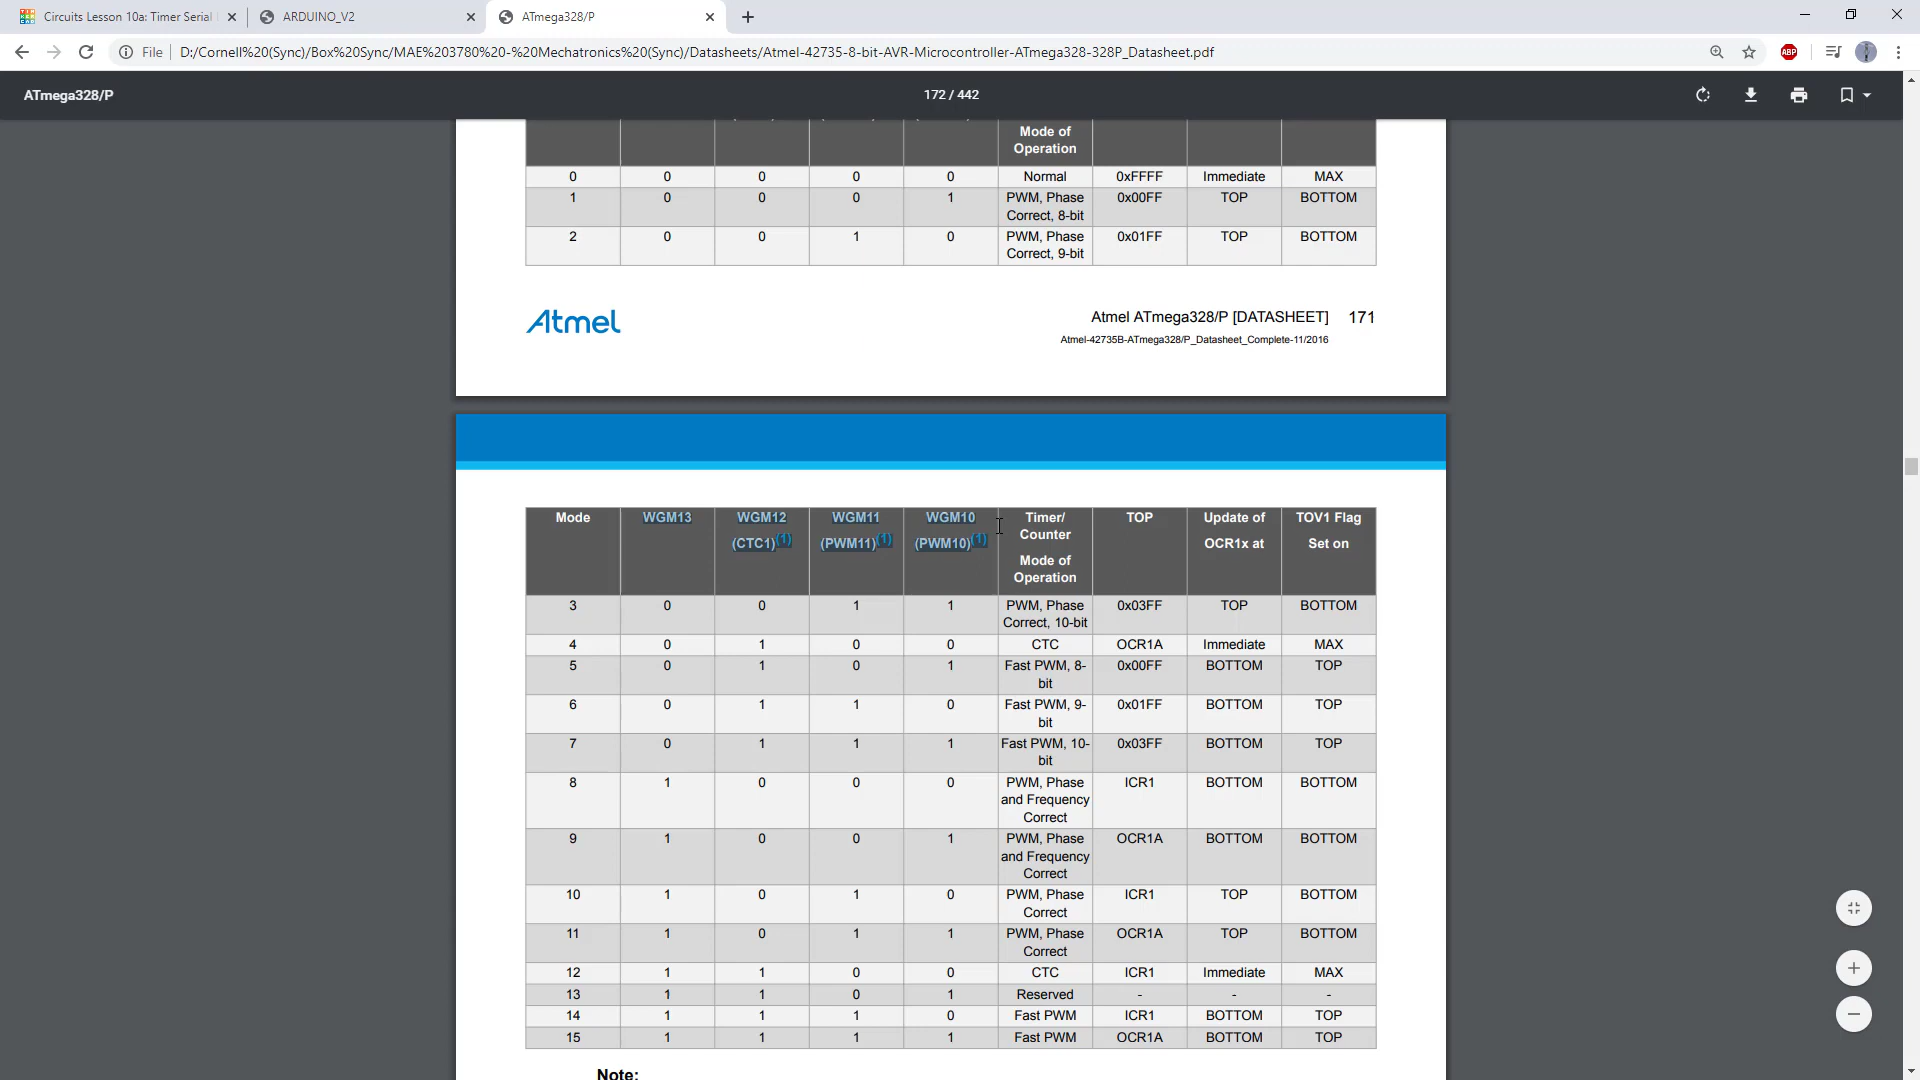 Circuits Lesson 10a: Timer Serial
ARDUINO_V2
ATmega328/P
File
D:/Cornell%20(Sync)/Box%20Sync/MAE%203780%20-%20Mechatronics%20(Sync)/Datasheets/Atmel-42735-8-bit-AVR-Microcontroller-ATmega328-328P_Datasheet.pdf
ABP
ATmega328/P
172 / 442
Mode of
Operation
0 0 0 0 0 Normal 0xFFFF Immediate MAX
1 0 0 0 1 PWM, Phase Correct, 8-bit 0x00FF TOP BOTTOM
2 0 0 1 0 PWM, Phase Correct, 9-bit 0x01FF TOP BOTTOM
Atmel
Atmel ATmega328/P [DATASHEET] 171
Atmel-42735B-ATmega328/P_Datasheet_Complete-11/2016
Mode WGM13 WGM12 (CTC1)(1) WGM11 (PWM11)(1) WGM10 (PWM10)(1) Timer/ Counter Mode of Operation TOP Update of OCR1x at TOV1 Flag Set on
3 0 0 1 1 PWM, Phase Correct, 10-bit 0x03FF TOP BOTTOM
4 0 1 0 0 CTC OCR1A Immediate MAX
5 0 1 0 1 Fast PWM, 8-bit 0x00FF BOTTOM TOP
6 0 1 1 0 Fast PWM, 9-bit 0x01FF BOTTOM TOP
7 0 1 1 1 Fast PWM, 10-bit 0x03FF BOTTOM TOP
8 1 0 0 0 PWM, Phase and Frequency Correct ICR1 BOTTOM BOTTOM
9 1 0 0 1 PWM, Phase and Frequency Correct OCR1A BOTTOM BOTTOM
10 1 0 1 0 PWM, Phase Correct ICR1 TOP BOTTOM
11 1 0 1 1 PWM, Phase Correct OCR1A TOP BOTTOM
12 1 1 0 0 CTC ICR1 Immediate MAX
13 1 1 0 1 Reserved - - -
14 1 1 1 0 Fast PWM ICR1 BOTTOM TOP
15 1 1 1 1 Fast PWM OCR1A BOTTOM TOP
Note: